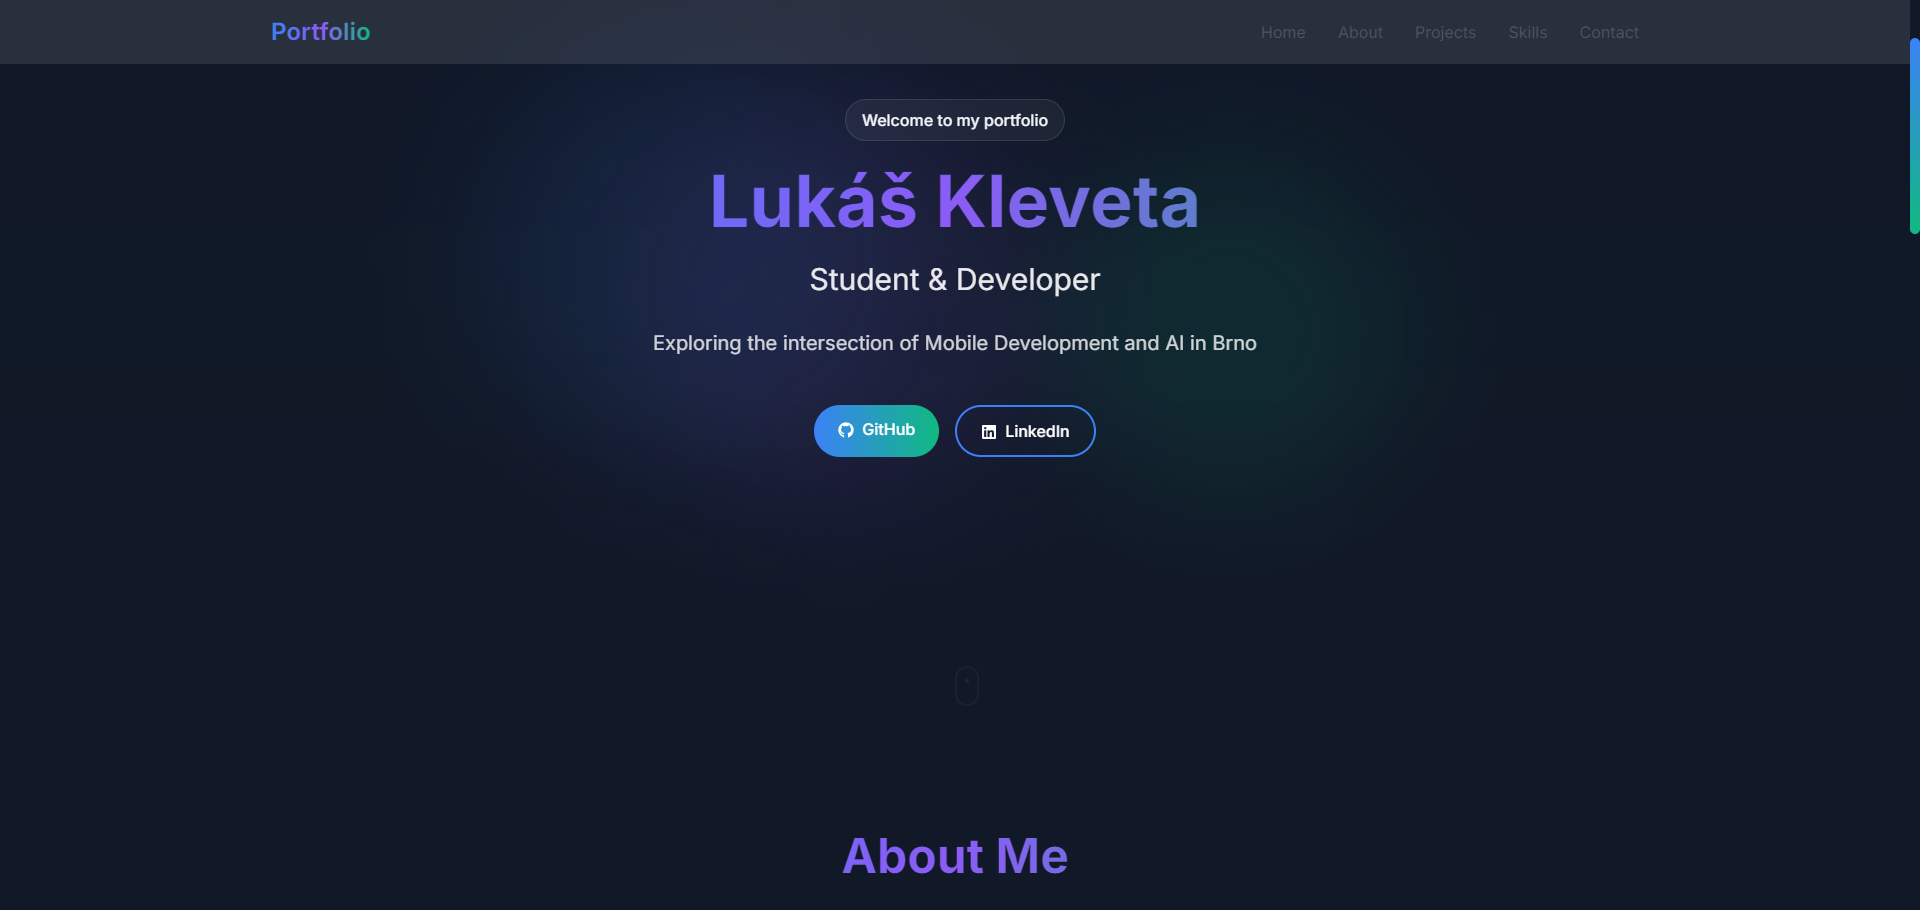 Portfolio
Home About Projects Skills Contact
Welcome to my portfolio
Lukáš Kleveta
Student & Developer
Exploring the intersection of Mobile Development and AI in Brno
GitHub
LinkedIn
About Me